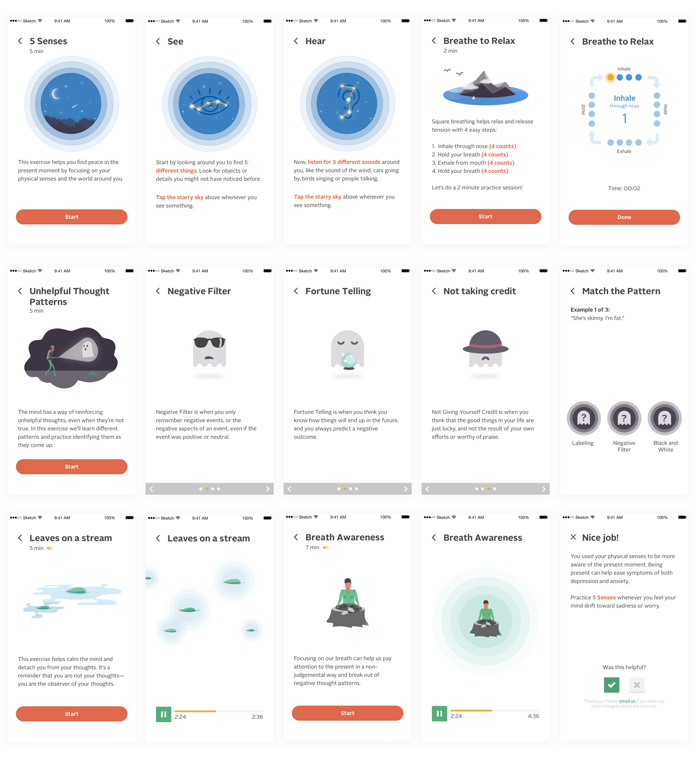 ●●●○○ Sketch 9:41 AM 100%
5 Senses
5 min
This exercise helps you find peace in the
present moment by focusing on your
physical senses and the world around you.
Start
●●●○○ Sketch 9:41 AM 100%
See
Start by looking around you to find 5
different things. Look for objects or
details you might not have noticed before.
Tap the starry sky above whenever you
see something.
●●●○○ Sketch 9:41 AM 100%
Hear
Now, listen for 5 different sounds around
you, like the sound of the wind, cars going
by, birds singing or people talking.
Tap the starry sky above whenever you
see something.
●●●○○ Sketch 9:41 AM 100%
Breathe to Relax
2 min
Square breathing helps relax and release
tension with 4 easy steps:
1. Inhale through nose (4 counts)
2. Hold your breath (4 counts)
3. Exhale from mouth (4 counts)
4. Hold your breath (4 counts)
Let's do a 2 minute practice session!
Start
●●●○○ Sketch 9:41 AM 100%
Breathe to Relax
Inhale
Hold
Inhale
through nose
1
Hold
Exhale
Time: 00:02
Done
●●●○○ Sketch 9:41 AM 100%
Unhelpful Thought
Patterns
5 min
The mind has a way of reinforcing
unhelpful thoughts, even when they're not
true. In this exercise we'll learn different
patterns and practice identifying them as
they come up.
Start
●●●○○ Sketch 9:41 AM 100%
Negative Filter
Negative Filter is when you only
remember negative events, or the
negative aspects of an event, even if the
event was positive or neutral.
●●●○○ Sketch 9:41 AM 100%
Fortune Telling
Fortune Telling is when you think you
know how things will end up in the future,
and you always predict a negative
outcome.
●●●○○ Sketch 9:41 AM 100%
Not taking credit
Not Giving Yourself Credit is when you
think that the good things in your life are
just lucky, and not the result of your own
efforts or worthy of praise.
●●●○○ Sketch 9:41 AM 100%
Match the Pattern
Example 1 of 3:
"She's skinny, I'm fat."
? ? ?
Labeling
Negative
Filter
Black and
White
●●●○○ Sketch 9:41 AM 100%
Leaves on a stream
5 min
This exercise helps calm the mind and
detach you from your thoughts. It's a
reminder that you are not your thoughts—
you are the observer of your thoughts.
Start
●●●○○ Sketch 9:41 AM 100%
Leaves on a stream
2:24 2:36
●●●○○ Sketch 9:41 AM 100%
Breath Awareness
7 min
Focusing on our breath can help us pay
attention to the present in a non-
judgemental way and break out of
negative thought patterns.
Start
●●●○○ Sketch 9:41 AM 100%
Breath Awareness
2:24 4:36
●●●○○ Sketch 9:41 AM 100%
Nice job!
You used your physical senses to be more
aware of the present moment. Being
present can help ease symptoms of both
depression and anxiety.
Practice 5 Senses whenever you feel your
mind drift toward sadness or worry.
Was this helpful?
Thank you! Please email us if you have any